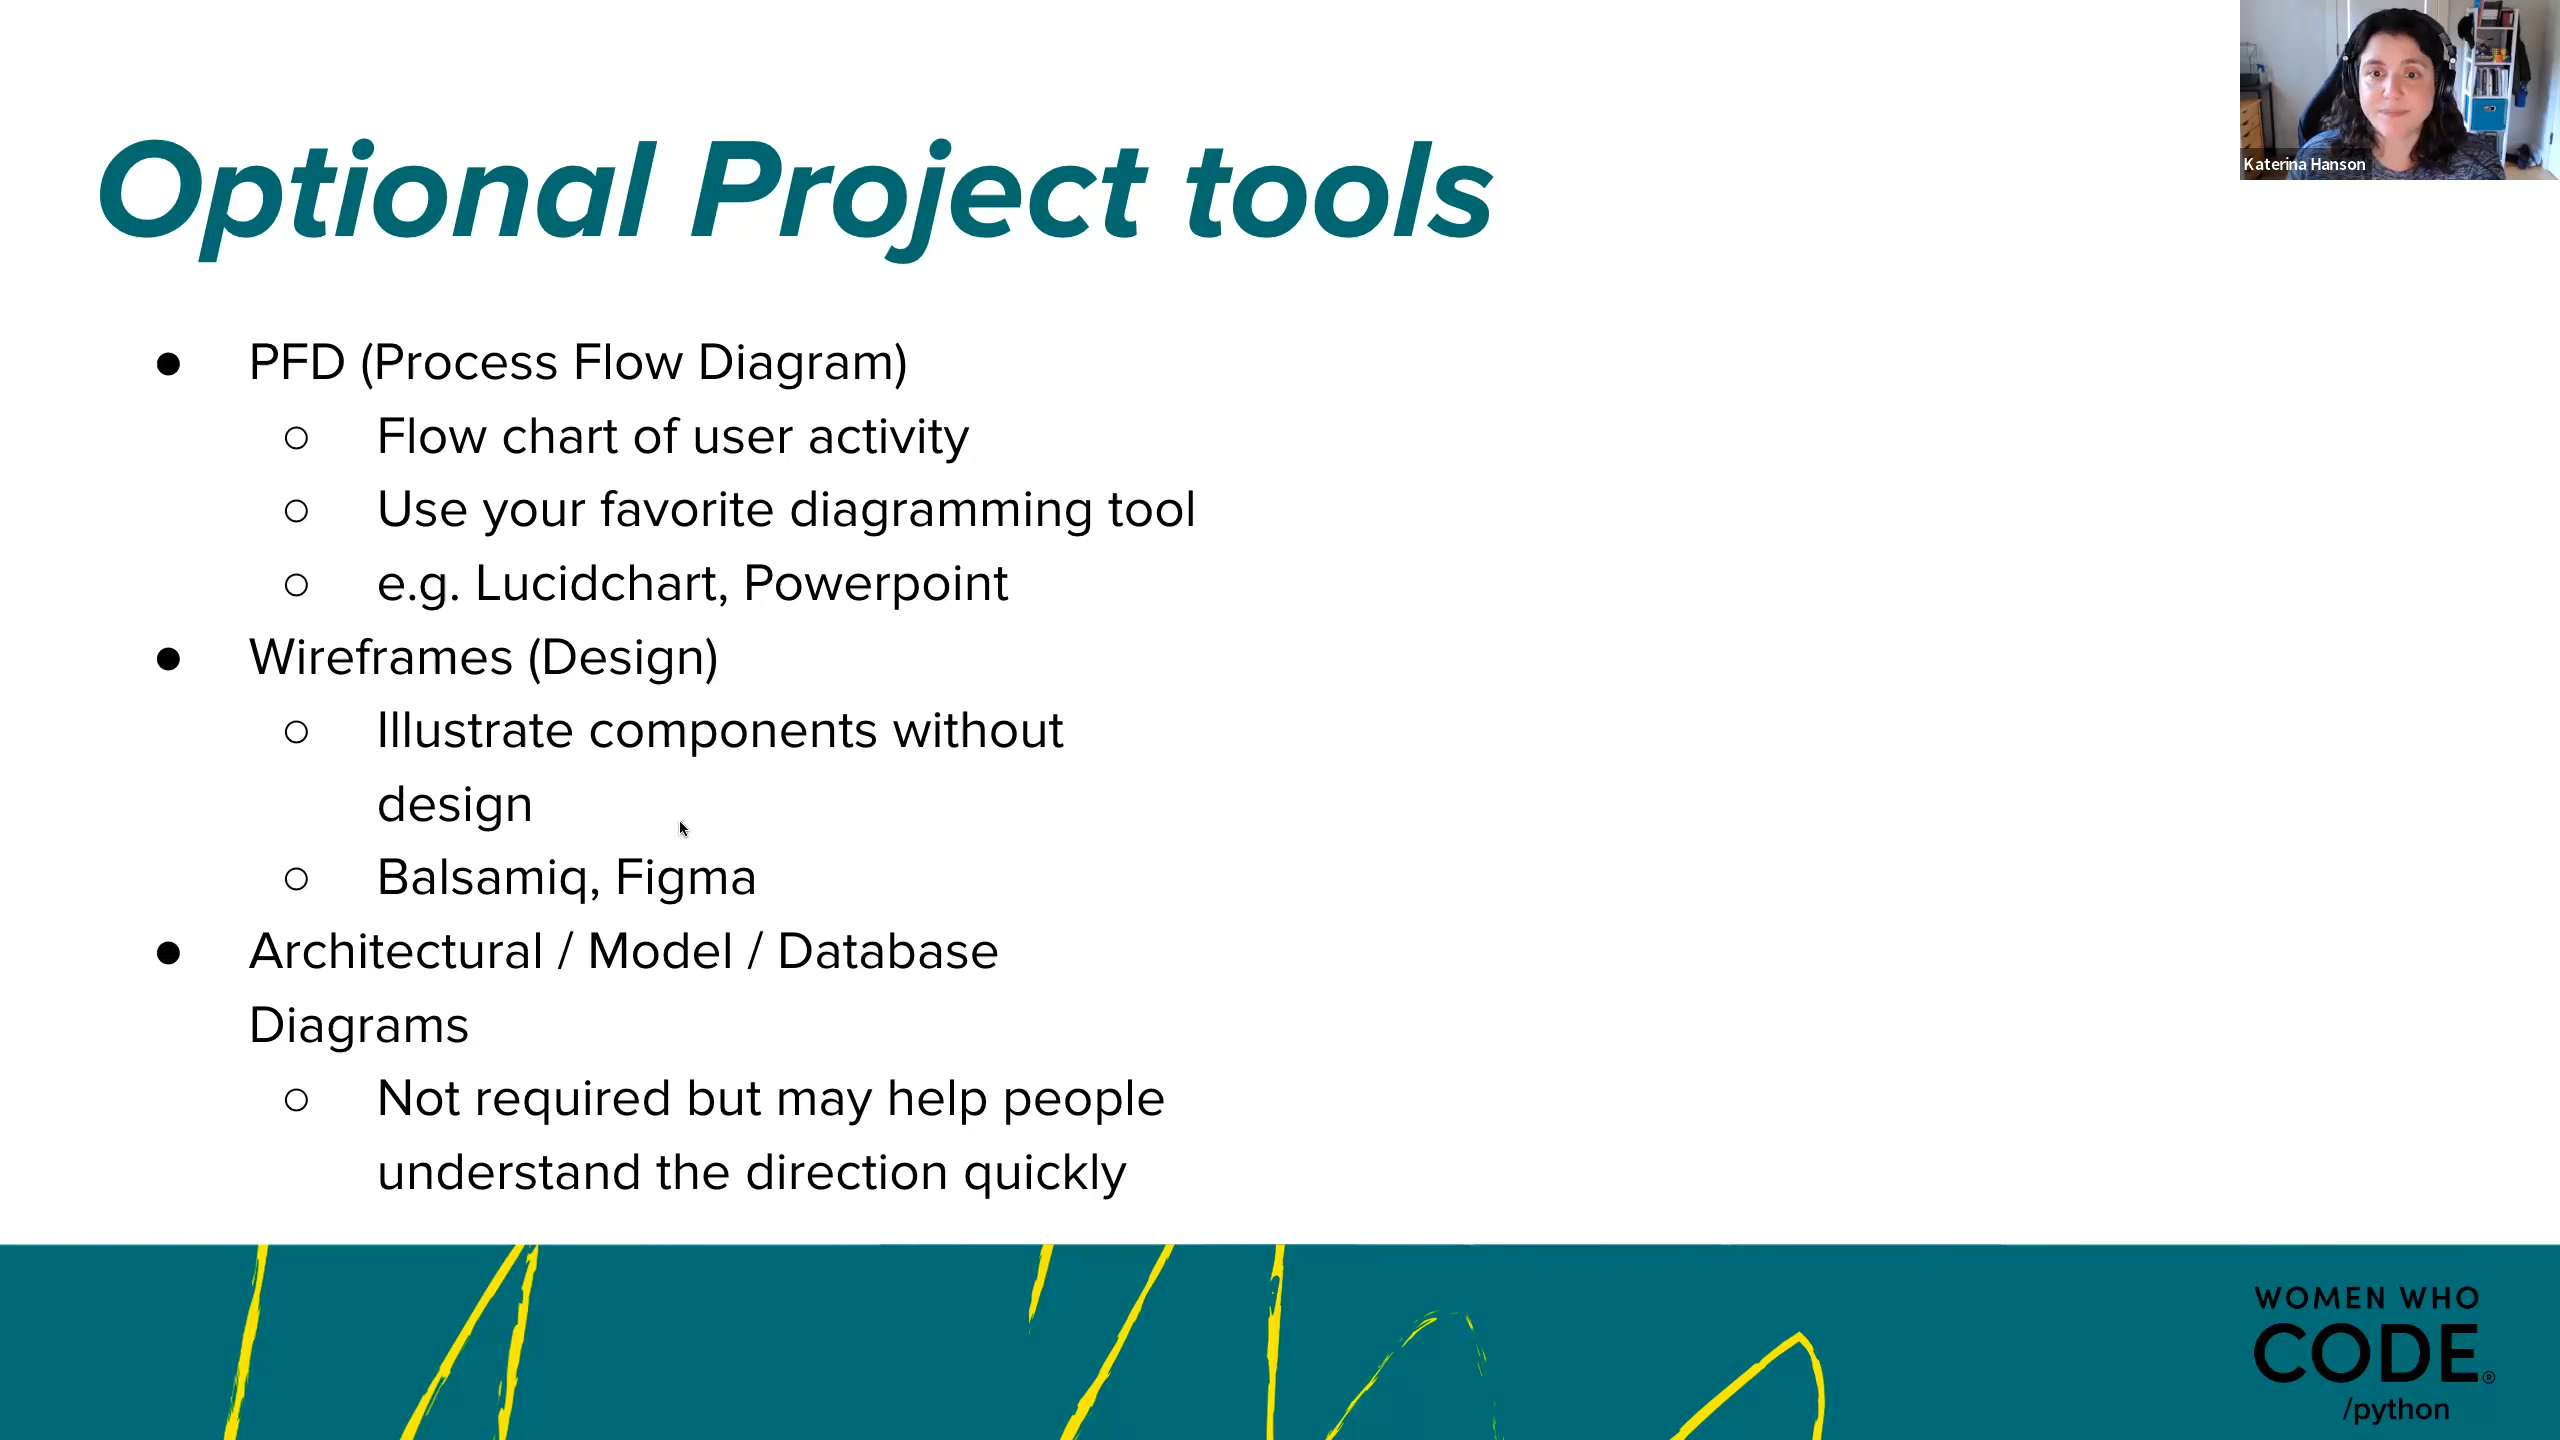 Optional Project tools
Katerina Hanson
● PFD (Process Flow Diagram)
○ Flow chart of user activity
○ Use your favorite diagramming tool
○ e.g. Lucidchart, Powerpoint
● Wireframes (Design)
○ Illustrate components without
design
○ Balsamiq, Figma
● Architectural / Model / Database
Diagrams
○ Not required but may help people
understand the direction quickly
WOMEN WHO
CODE®
/python